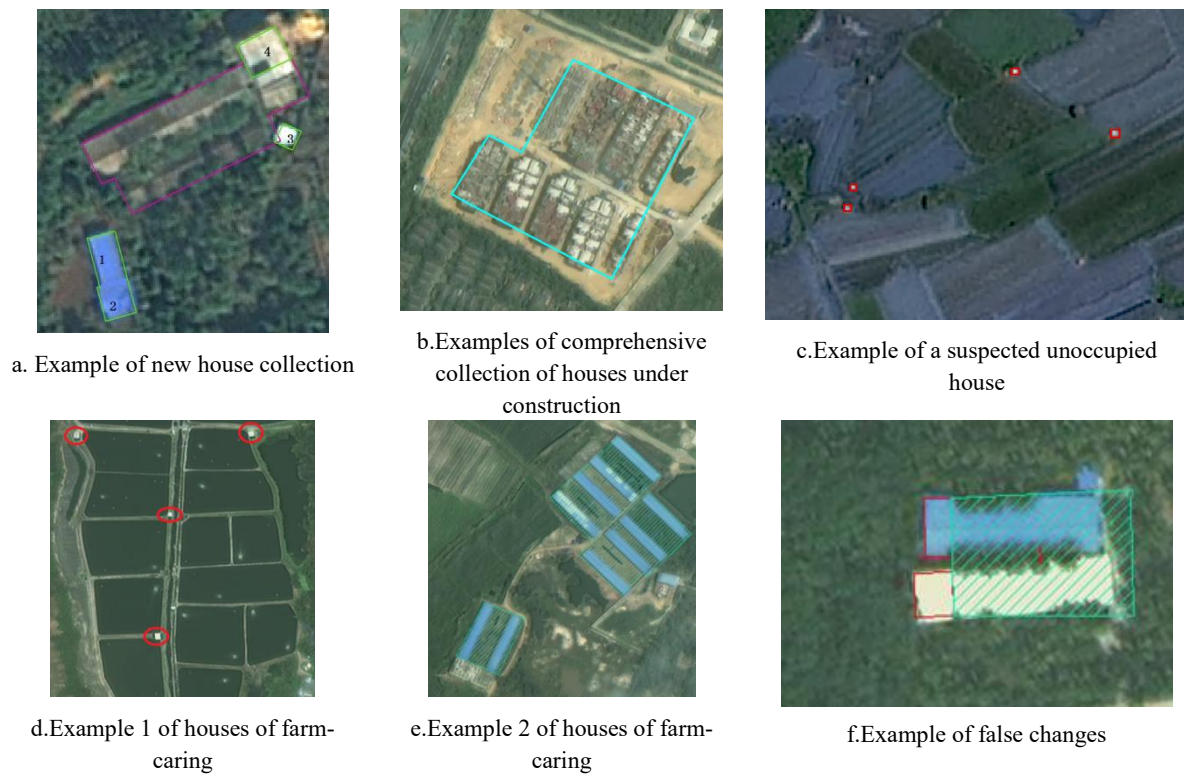 4
3
1
2
a. Example of new house collection
b.Examples of comprehensive
collection of houses under
construction
c.Example of a suspected unoccupied
house
d.Example 1 of houses of farm-
caring
e.Example 2 of houses of farm-
caring
f.Example of false changes